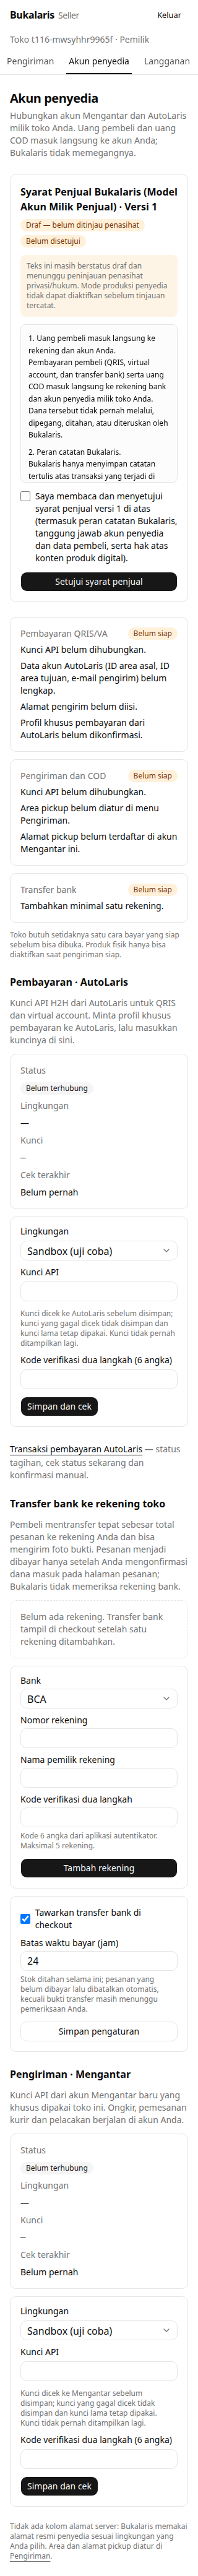 Bukalaris Seller
Keluar
Toko t116-mwsyhhr9965f · Pemilik
Pengiriman Akun penyedia Langganan
Akun penyedia
Hubungkan akun Mengantar dan AutoLaris
milik toko Anda. Uang pembeli dan uang
COD masuk langsung ke akun Anda;
Bukalaris tidak memegangnya.
Syarat Penjual Bukalaris (Model
Akun Milik Penjual) · Versi 1
Draf — belum ditinjau penasihat
Belum disetujui
Teks ini masih berstatus draf dan
menunggu peninjauan penasihat
privasi/hukum. Mode produksi penyedia
tidak dapat diaktifkan sebelum tinjauan
tercatat.
1. Uang pembeli masuk langsung ke
rekening dan akun Anda.
Pembayaran pembeli (QRIS, virtual
account, dan transfer bank) serta uang
COD masuk langsung ke rekening bank
dan akun penyedia milik toko Anda.
Dana tersebut tidak pernah melalui,
dipegang, ditahan, atau diteruskan oleh
Bukalaris.
2. Peran catatan Bukalaris.
Bukalaris hanya menyimpan catatan
tertulis atas transaksi yang terjadi di
Saya membaca dan menyetujui
syarat penjual versi 1 di atas
(termasuk peran catatan Bukalaris,
tanggung jawab akun penyedia
dan data pembeli, serta hak atas
konten produk digital).
Setujui syarat penjual
Pembayaran QRIS/VA
Belum siap
Kunci API belum dihubungkan.
Data akun AutoLaris (ID area asal, ID
area tujuan, e-mail pengirim) belum
lengkap.
Alamat pengirim belum diisi.
Profil khusus pembayaran dari
AutoLaris belum dikonfirmasi.
Pengiriman dan COD
Belum siap
Kunci API belum dihubungkan.
Area pickup belum diatur di menu
Pengiriman.
Alamat pickup belum terdaftar di akun
Mengantar ini.
Transfer bank
Belum siap
Tambahkan minimal satu rekening.
Toko butuh setidaknya satu cara bayar yang siap
sebelum bisa dibuka. Produk fisik hanya bisa
diaktifkan saat pengiriman siap.
Pembayaran · AutoLaris
Kunci API H2H dari AutoLaris untuk QRIS
dan virtual account. Minta profil khusus
pembayaran ke AutoLaris, lalu masukkan
kuncinya di sini.
Status
Belum terhubung
Lingkungan
—
Kunci
—
Cek terakhir
Belum pernah
Lingkungan
Sandbox (uji coba)
Kunci API
Kunci dicek ke AutoLaris sebelum disimpan;
kunci yang gagal dicek tidak disimpan dan
kunci lama tetap dipakai. Kunci tidak pernah
ditampilkan lagi.
Kode verifikasi dua langkah (6 angka)
Simpan dan cek
Transaksi pembayaran AutoLaris — status
tagihan, cek status sekarang dan
konfirmasi manual.
Transfer bank ke rekening toko
Pembeli mentransfer tepat sebesar total
pesanan ke rekening Anda dan bisa
mengirim foto bukti. Pesanan menjadi
dibayar hanya setelah Anda mengonfirmasi
dana masuk pada halaman pesanan;
Bukalaris tidak memeriksa rekening bank.
Belum ada rekening. Transfer bank
tampil di checkout setelah satu
rekening ditambahkan.
Bank
BCA
Nomor rekening
Nama pemilik rekening
Kode verifikasi dua langkah
Kode 6 angka dari aplikasi autentikator.
Maksimal 5 rekening.
Tambah rekening
Tawarkan transfer bank di
checkout
Batas waktu bayar (jam)
24
Stok ditahan selama ini; pesanan yang
belum dibayar lalu dibatalkan otomatis,
kecuali bukti transfer masih menunggu
pemeriksaan Anda.
Simpan pengaturan
Pengiriman · Mengantar
Kunci API dari akun Mengantar baru yang
khusus dipakai toko ini. Ongkir, pemesanan
kurir dan pelacakan berjalan di akun Anda.
Status
Belum terhubung
Lingkungan
—
Kunci
—
Cek terakhir
Belum pernah
Lingkungan
Sandbox (uji coba)
Kunci API
Kunci dicek ke Mengantar sebelum
disimpan; kunci yang gagal dicek tidak
disimpan dan kunci lama tetap dipakai.
Kunci tidak pernah ditampilkan lagi.
Kode verifikasi dua langkah (6 angka)
Simpan dan cek
Tidak ada kolom alamat server: Bukalaris memakai
alamat resmi penyedia sesuai lingkungan yang
Anda pilih. Area dan alamat pickup diatur di
Pengiriman.